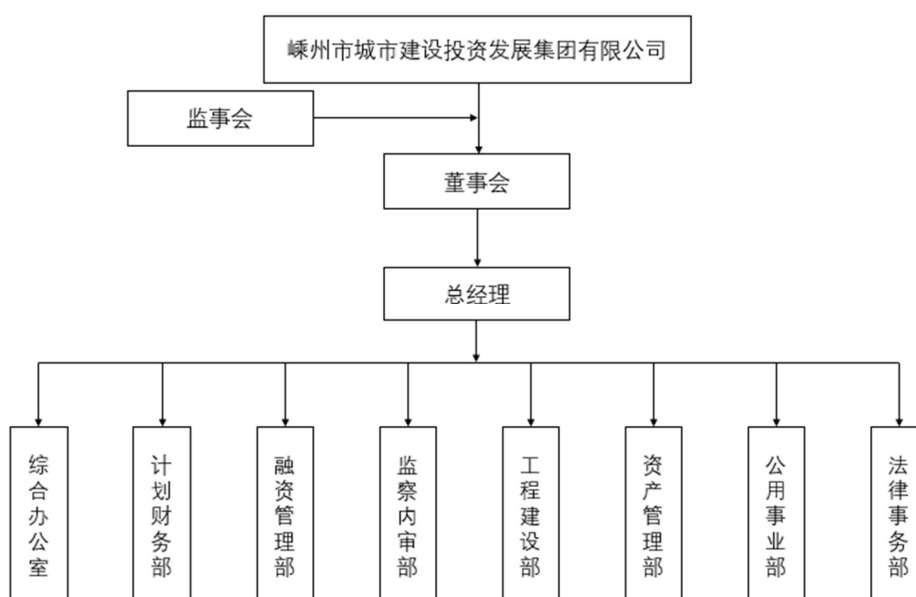 嵊州市城市建设投资发展集团有限公司
监事会
董事会
总经理
综合办公室
计划财务部
融资管理部
监察内审部
工程建设部
资产管理部
公用事业部
法律事务部